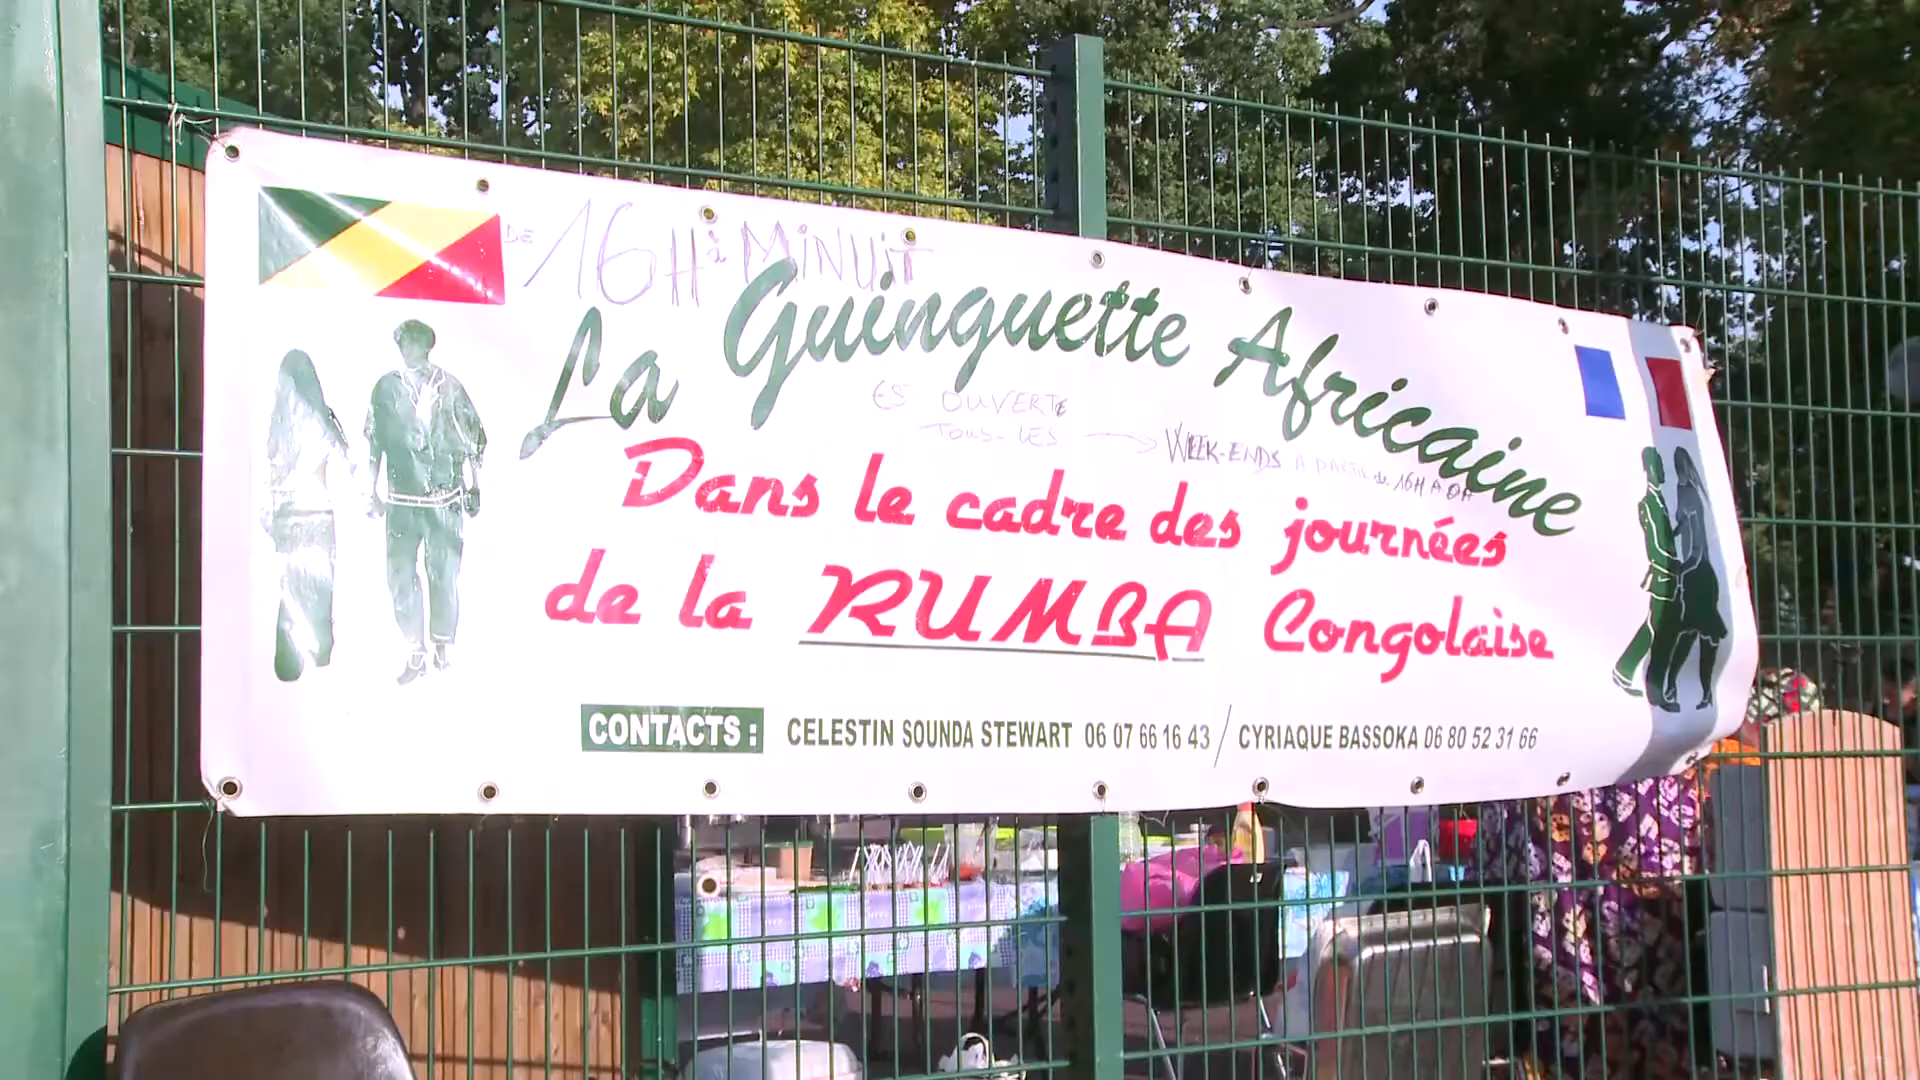 DE 16H à MiNUiT
La Guinguette Africaine
EST OUVERTE
TOUS-LES → WEEK-ENDS A PARTIR de 16H A 0H
Dans le cadre des journées
de la RUMBA Congolaise
CONTACTS : CELESTIN SOUNDA STEWART 06 07 66 16 43 / CYRIAQUE BASSOKA 06 80 52 31 66